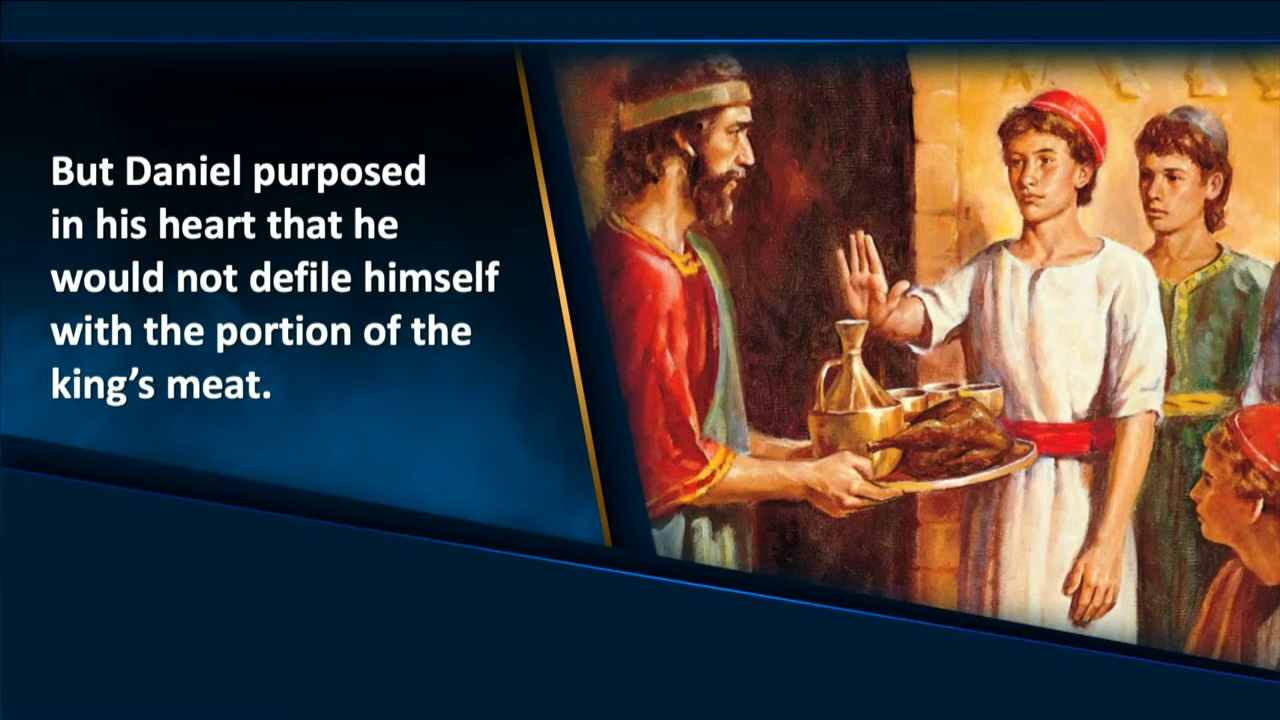 But Daniel purposed
in his heart that he
would not defile himself
with the portion of the
king’s meat.